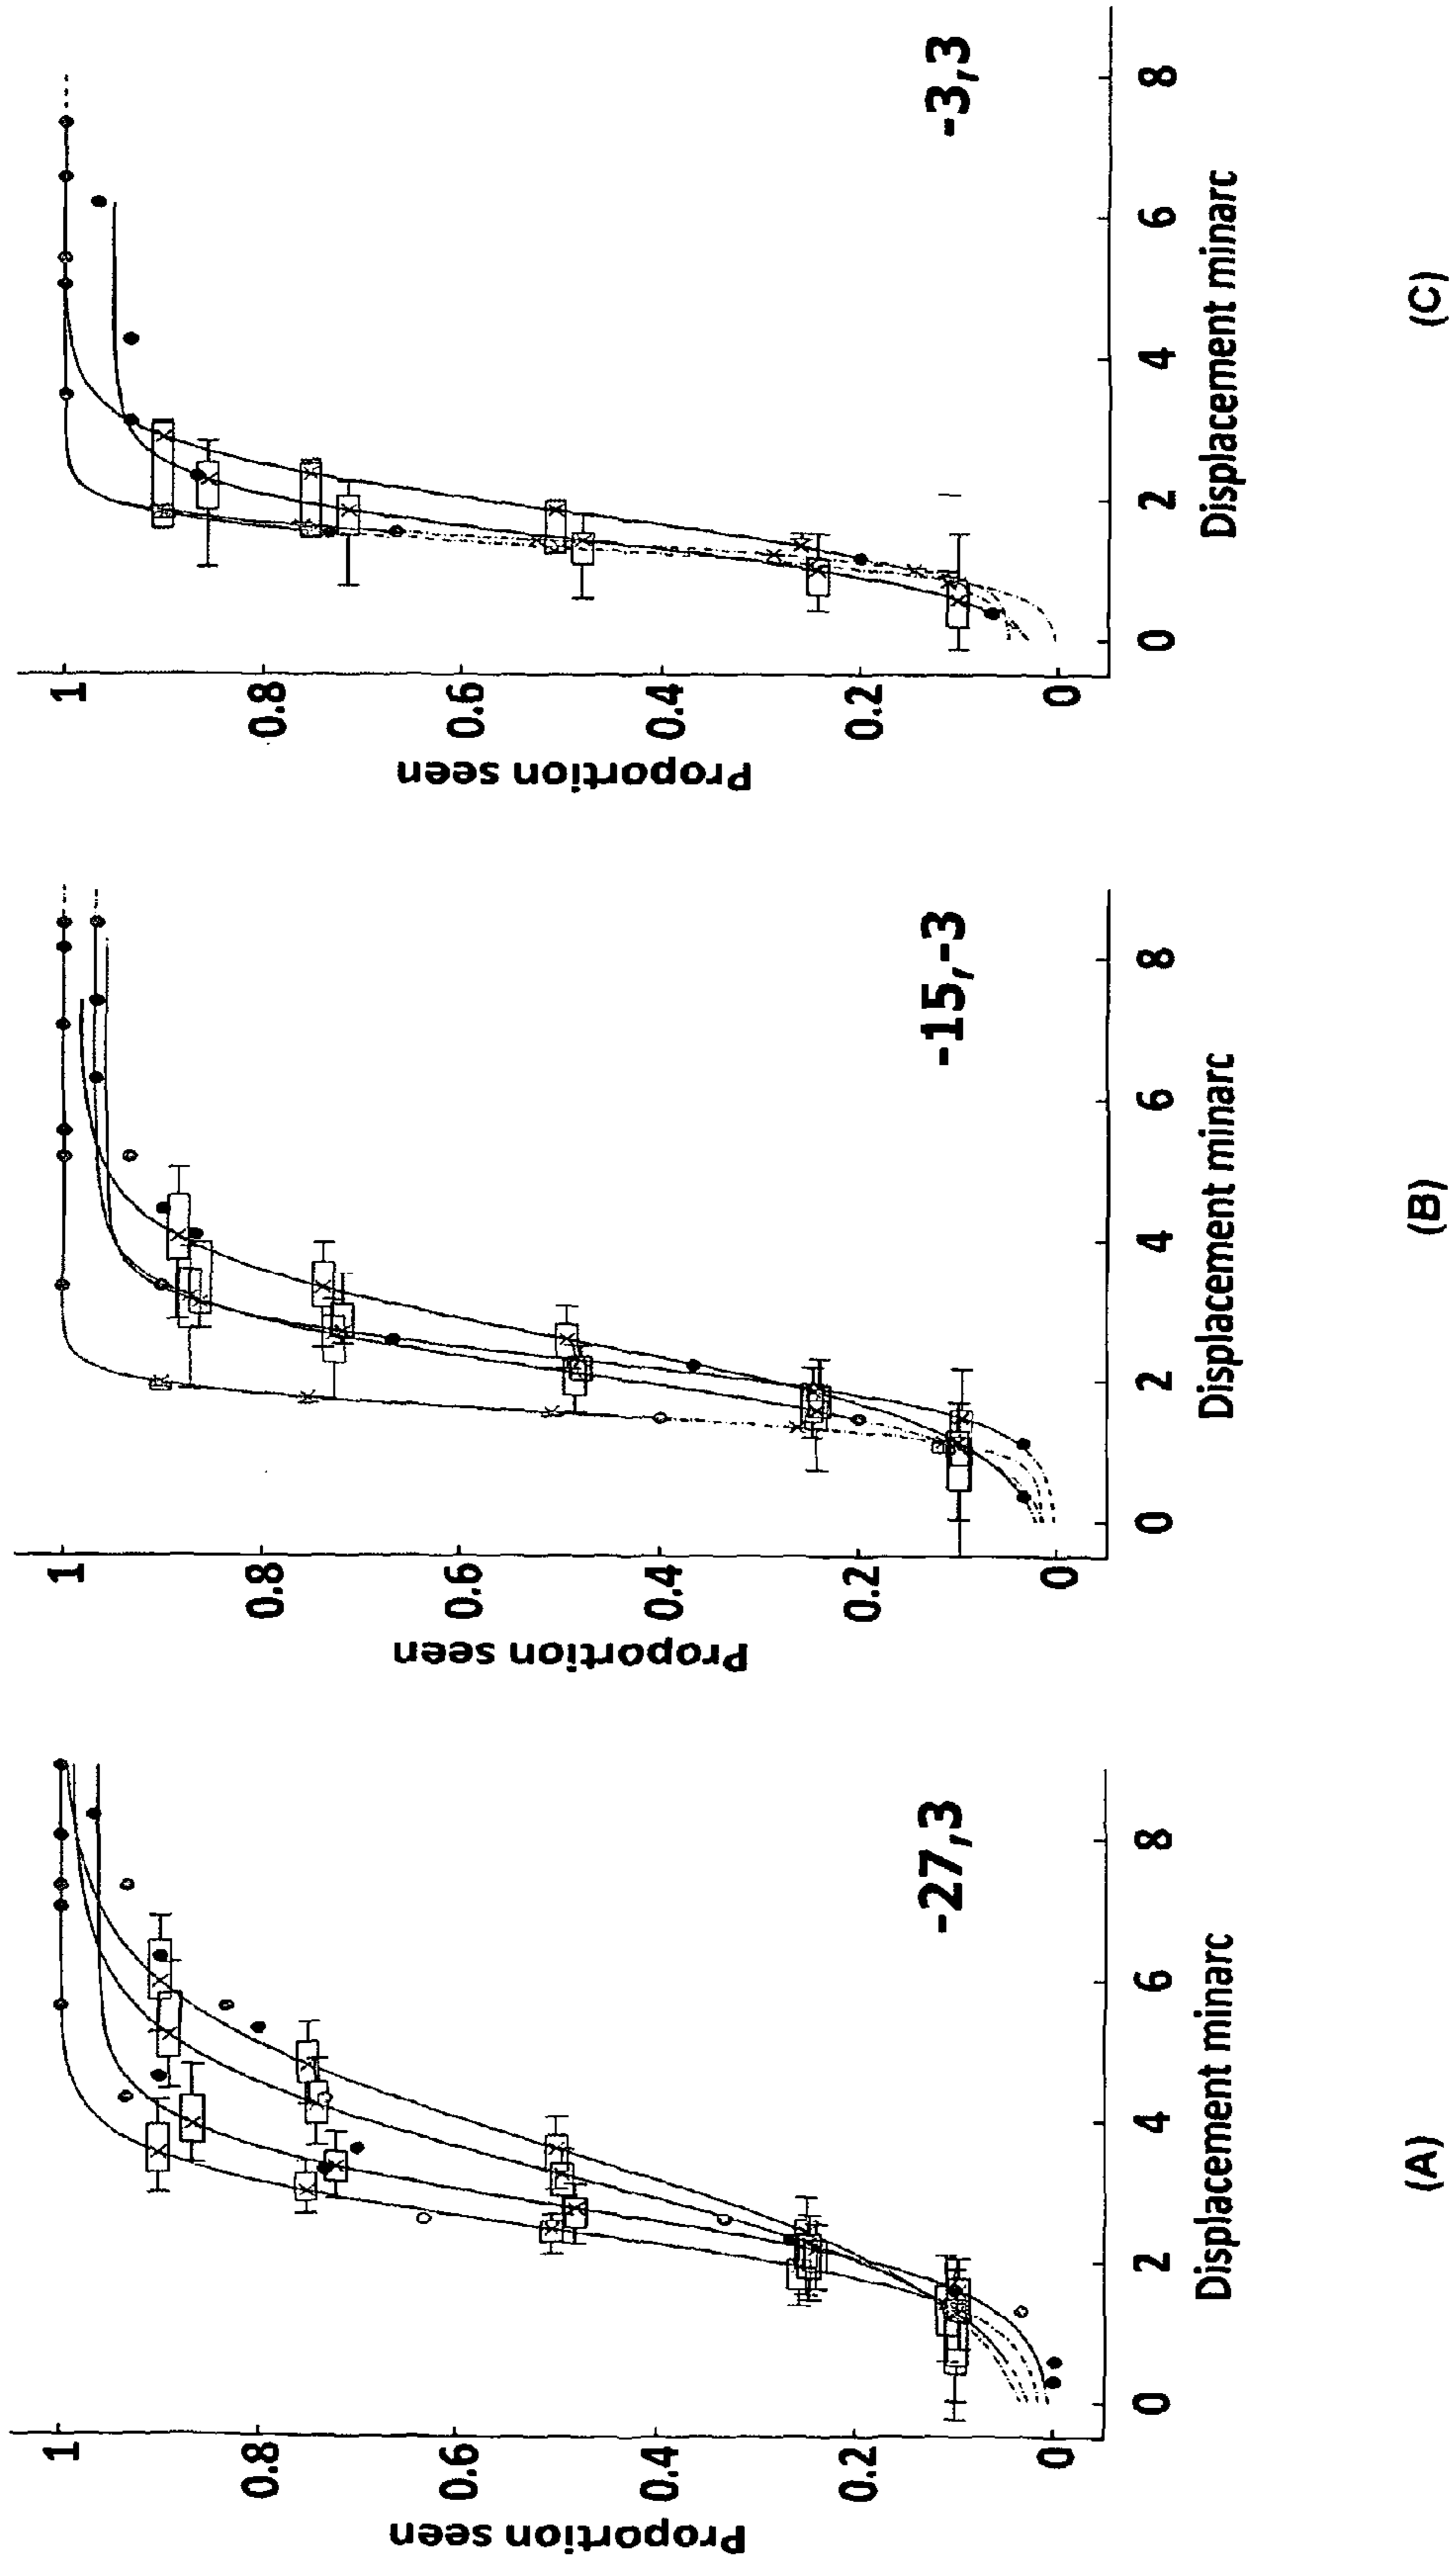 Proportion seen
1
0.8
0.6
0.4
0.2
0
-27,3
0 2 4 6 8
Displacement minarc
(A)
Proportion seen
1
0.8
0.6
0.4
0.2
0
-15,-3
0 2 4 6 8
Displacement minarc
(B)
Proportion seen
1
0.8
0.6
0.4
0.2
0
-3,3
0 2 4 6 8
Displacement minarc
(C)